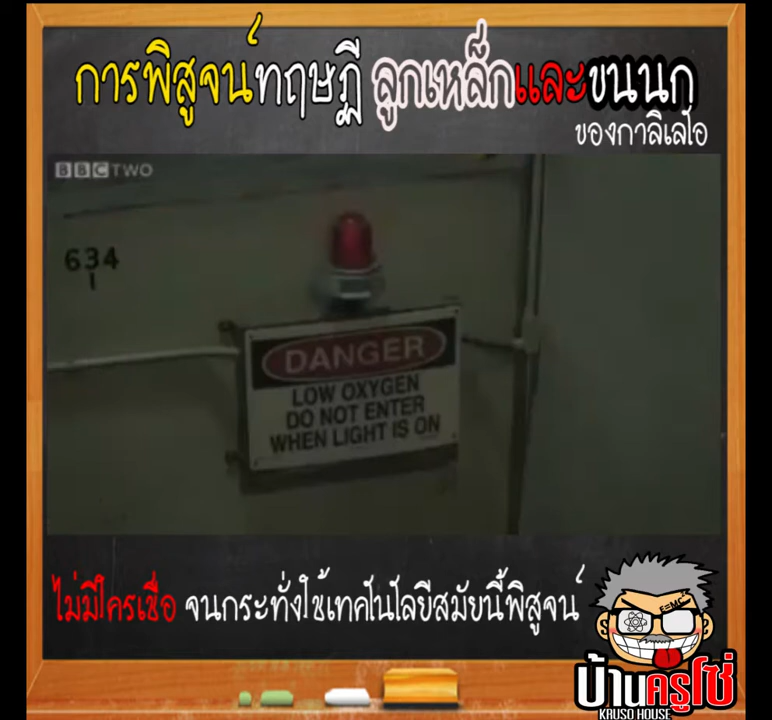 การพิสูจน์ทฤษฎี ลูกเหล็กและขนนก
ของกาลิเลโอ
BBC TWO
634
DANGER
LOW OXYGEN
DO NOT ENTER
WHEN LIGHT IS ON
ไม่มีใครเชื่อ จนกระทั่งใช้เทคโนโลยีสมัยนี้พิสูจน์
E=MC²
บ้านครูโซ่
KRUSO HOUSE